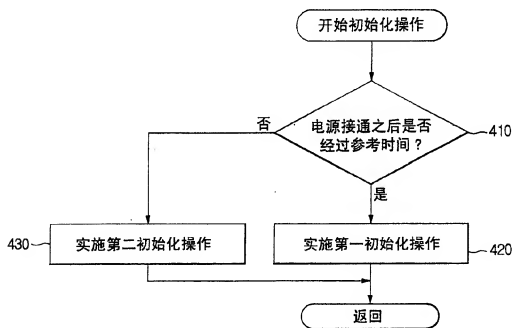 开始初始化操作
电源接通之后是否
经过参考时间？
410
否
是
430
实施第二初始化操作
实施第一初始化操作
420
返回